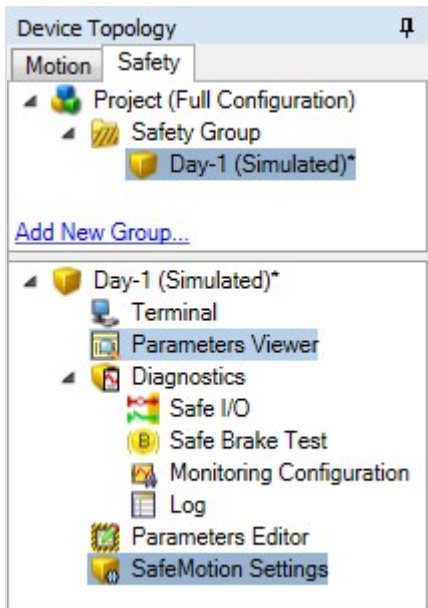 Device Topology
Motion Safety
Project (Full Configuration)
Safety Group
Day-1 (Simulated)*
Add New Group...
Day-1 (Simulated)*
Terminal
Parameters Viewer
Diagnostics
Safe I/O
B Safe Brake Test
Monitoring Configuration
Log
Parameters Editor
SafeMotion Settings